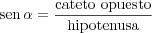 sen α = cateto opuesto / hipotenusa